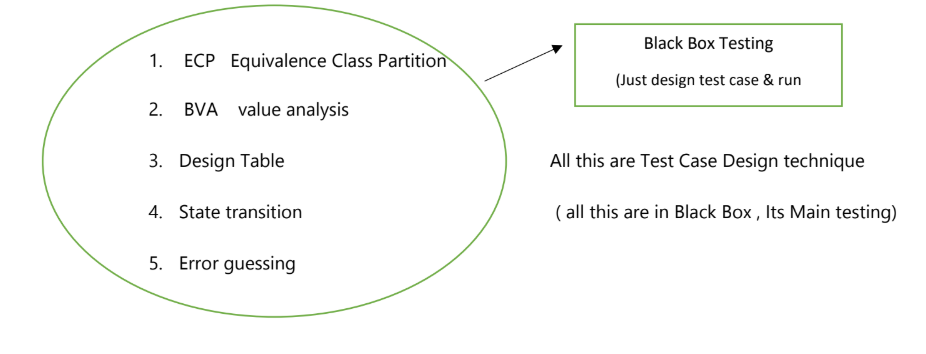 1. ECP Equivalence Class Partition
Black Box Testing
(Just design test case & run
2. BVA value analysis
3. Design Table
All this are Test Case Design technique
4. State transition
( all this are in Black Box , Its Main testing)
5. Error guessing